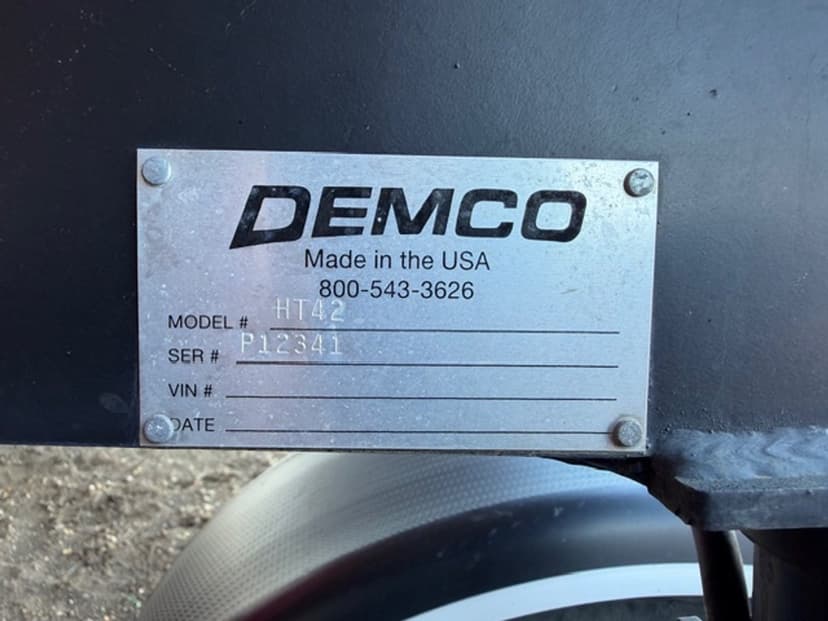 DEMCO
Made in the USA
800-543-3626
MODEL # HT42
SER # P12341
VIN #
DATE